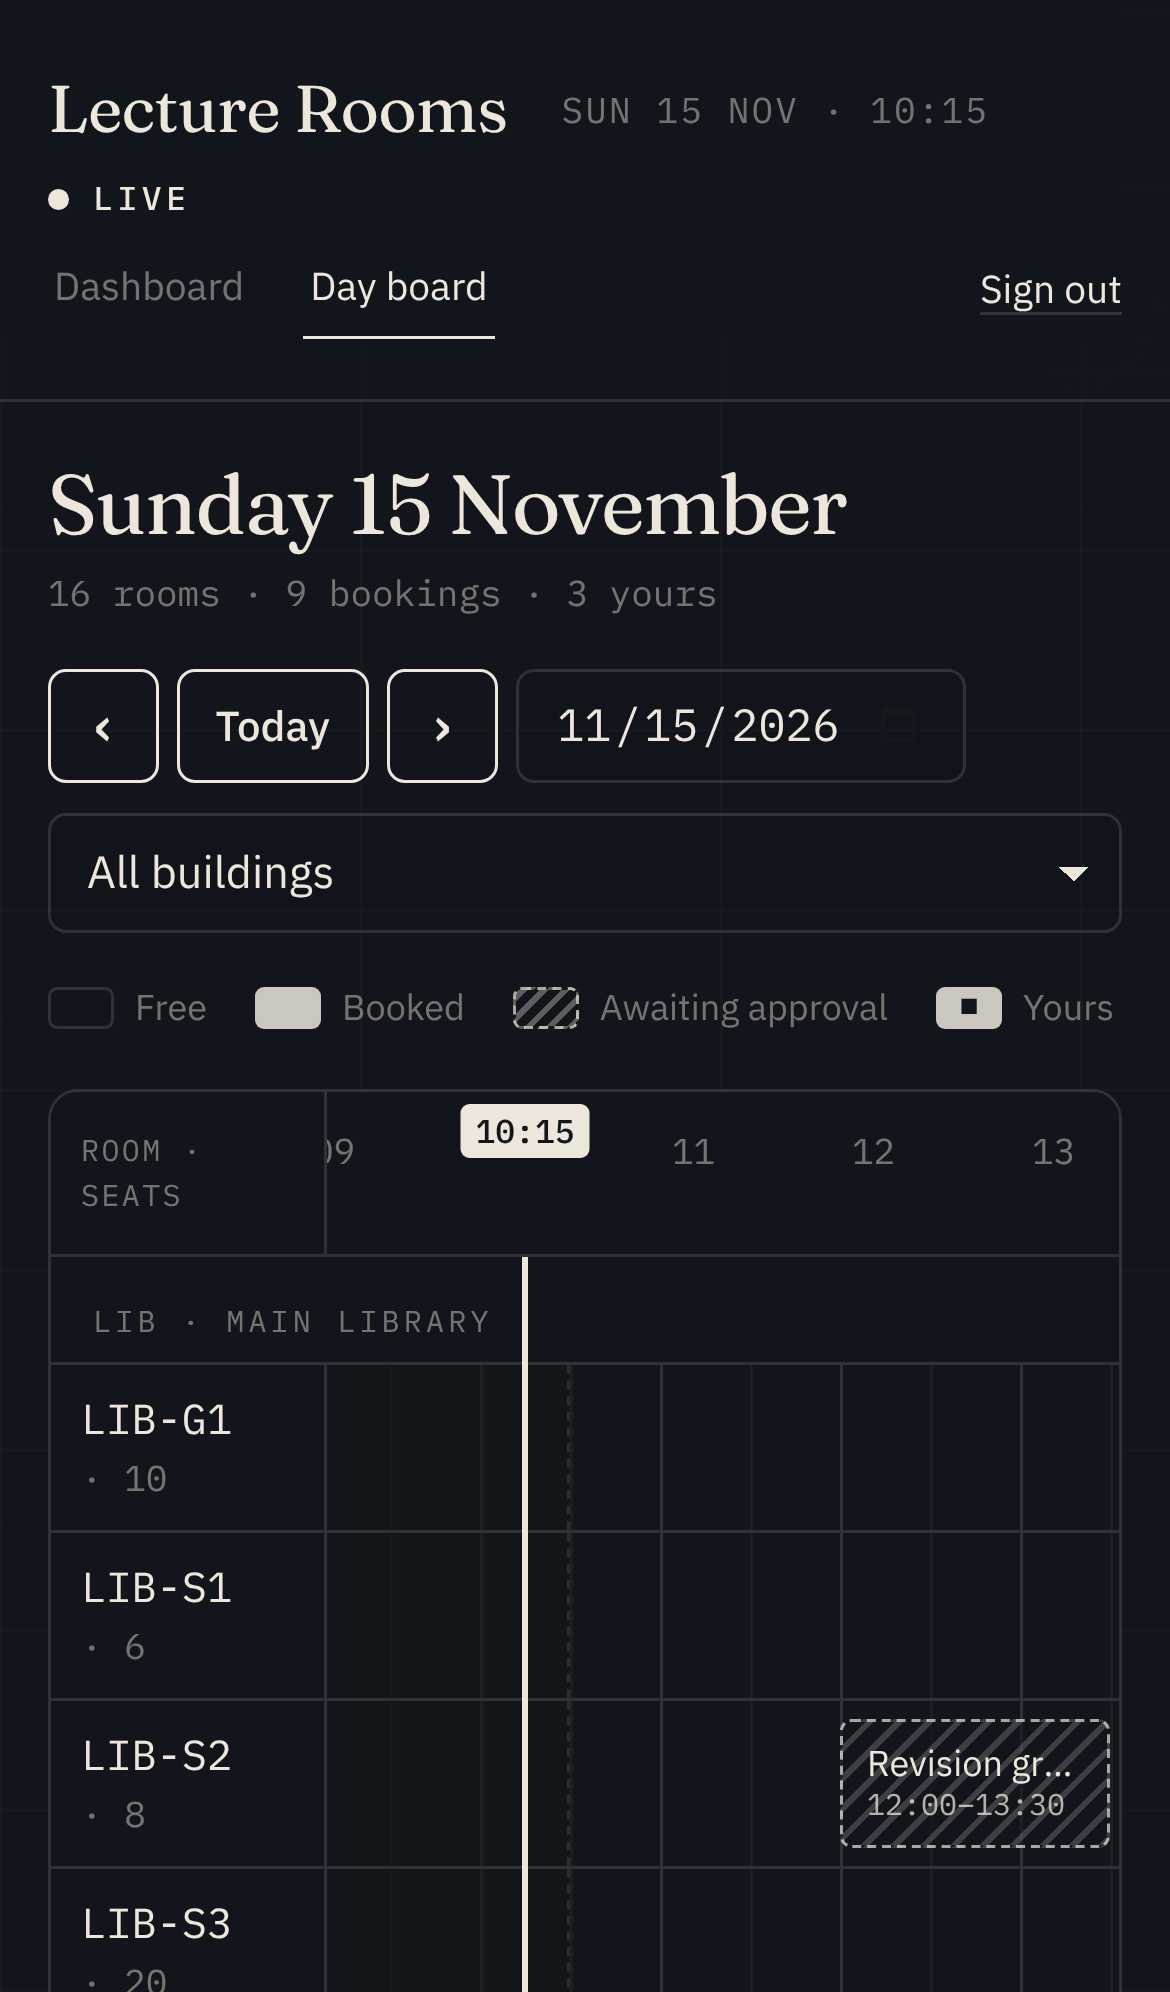 Lecture Rooms SUN 15 NOV · 10:15
LIVE
Dashboard Day board Sign out
Sunday 15 November
16 rooms · 9 bookings · 3 yours
‹ Today › 11/15/2026
All buildings
Free Booked Awaiting approval Yours
ROOM · SEATS
09 10:15 11 12 13
LIB · MAIN LIBRARY
LIB-G1
· 10
LIB-S1
· 6
LIB-S2
· 8
Revision gr…
12:00–13:30
LIB-S3
· 20